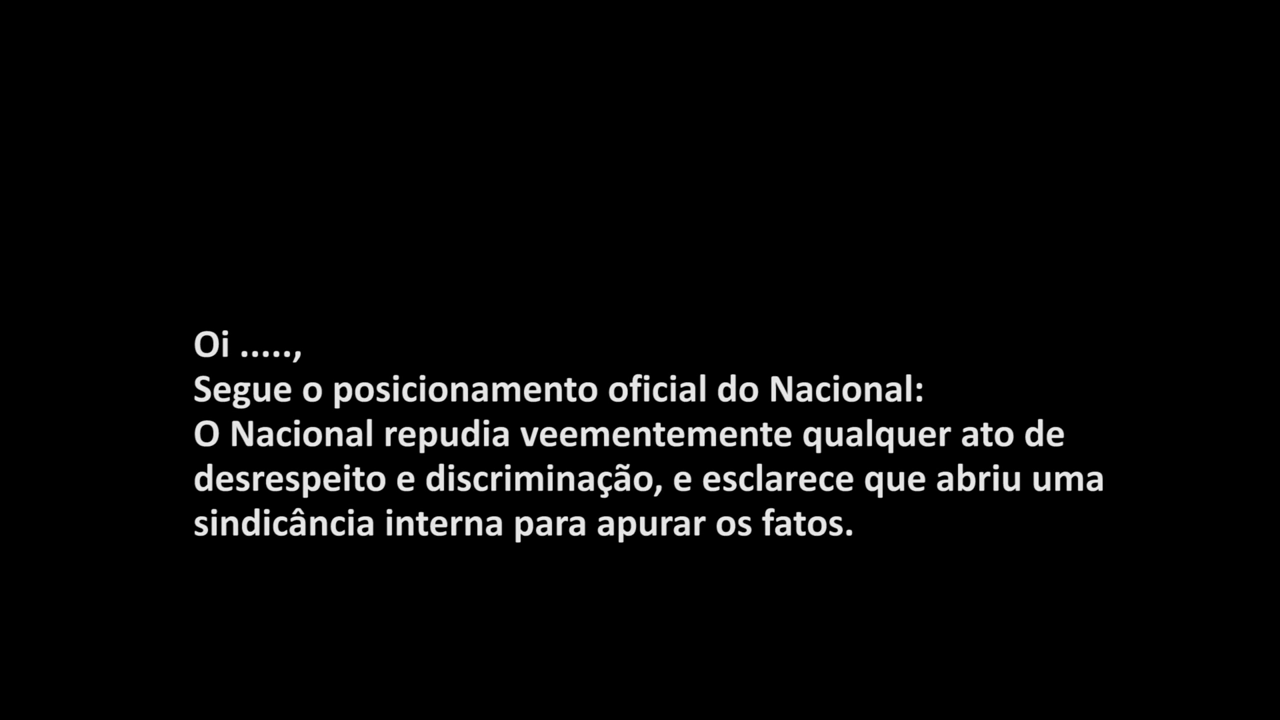 Oi .....,
Segue o posicionamento oficial do Nacional:
O Nacional repudia veementemente qualquer ato de
desrespeito e discriminação, e esclarece que abriu uma
sindicância interna para apurar os fatos.